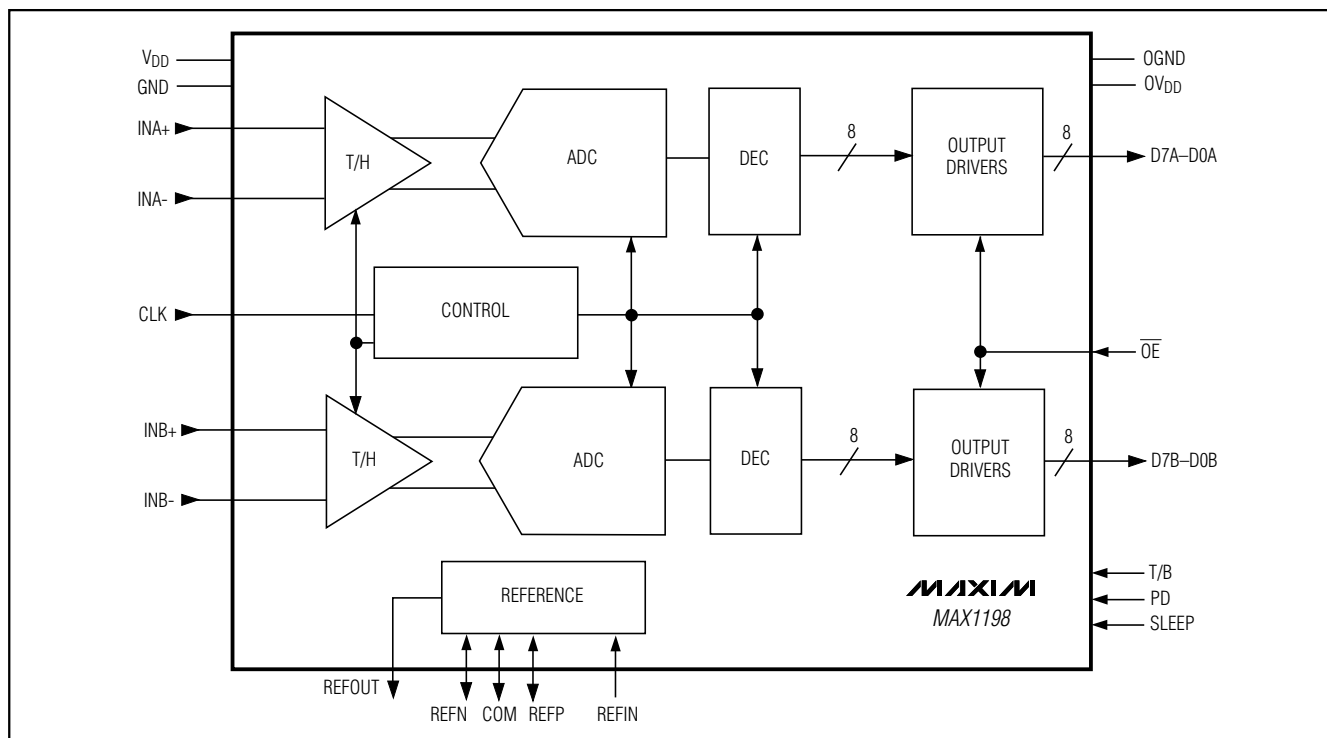 VDD
GND
INA+
INA-
CLK
INB+
INB-
T/H
ADC
DEC
8
OUTPUT
DRIVERS
8
CONTROL
T/H
ADC
DEC
8
OUTPUT
DRIVERS
8
REFERENCE
MAXIM
MAX1198
OGND
OVDD
D7A–D0A
OE
D7B–D0B
T/B
PD
SLEEP
REFOUT
REFN
COM
REFP
REFIN